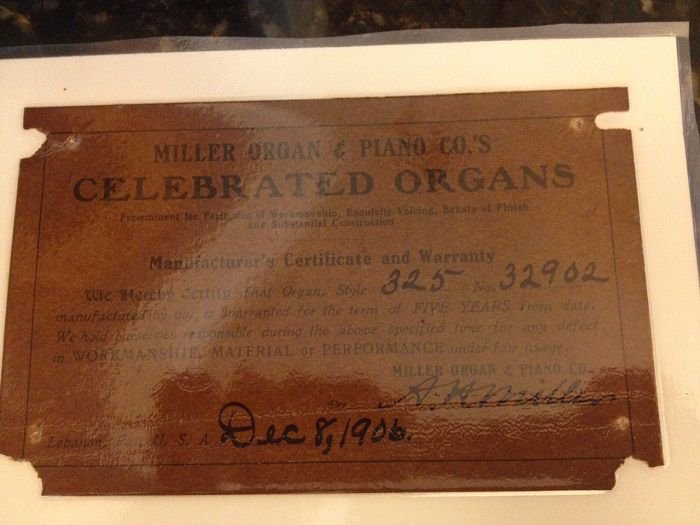 MILLER ORGAN & PIANO CO.'S
CELEBRATED ORGANS
Preeminent for Perfection of Workmanship, Exquisite Voicing, Beauty of Finish
and Substantial Construction
Manufacturer's Certificate and Warranty
We Hereby Certify That Organ, Style 325 No. 32902
manufactured by us, is warranted for the term of FIVE YEARS from date.
We hold ourselves responsible during the above specified time for any defect
in WORKMANSHIP, MATERIAL or PERFORMANCE under fair usage.
MILLER ORGAN & PIANO CO.
A. H. Miller
Lebanon, Pa., U. S. A. Dec 8, 1906.